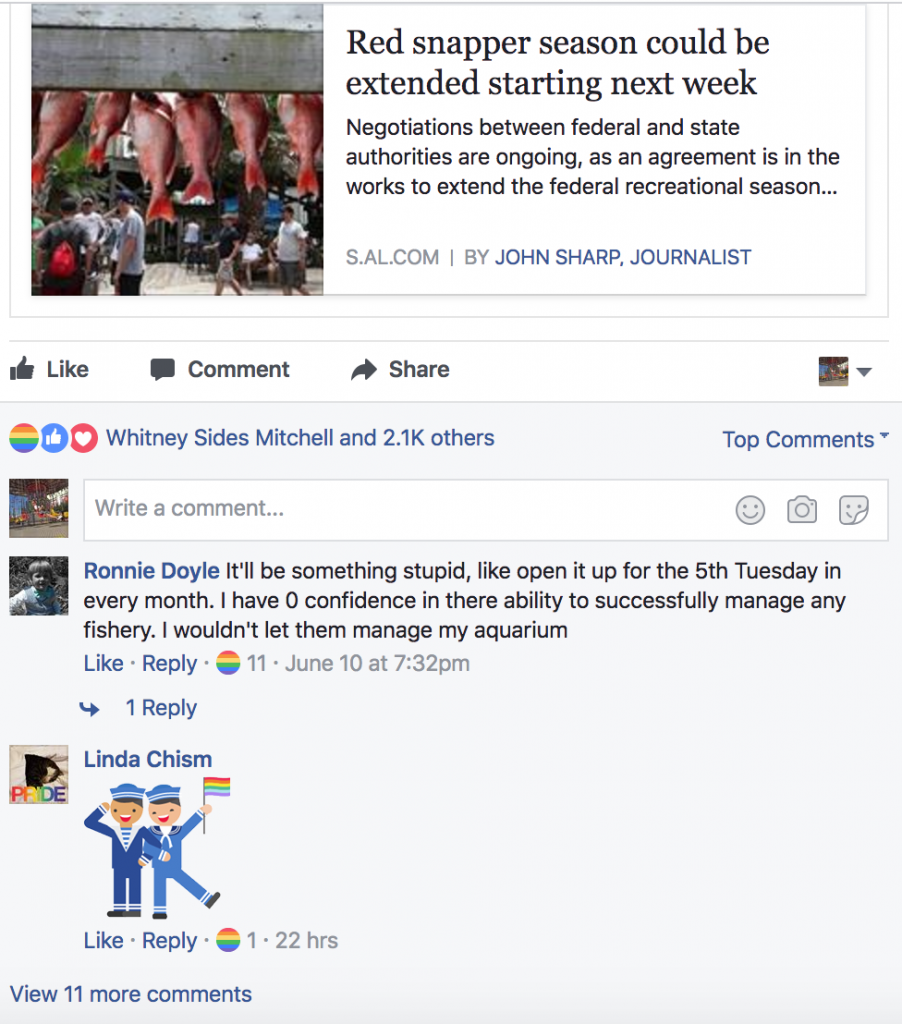 Red snapper season could be
extended starting next week
Negotiations between federal and state
authorities are ongoing, as an agreement is in the
works to extend the federal recreational season...
S.AL.COM | BY JOHN SHARP, JOURNALIST
Like Comment Share
Whitney Sides Mitchell and 2.1K others Top Comments
Write a comment...
Ronnie Doyle It'll be something stupid, like open it up for the 5th Tuesday in
every month. I have 0 confidence in there ability to successfully manage any
fishery. I wouldn't let them manage my aquarium
Like · Reply · 11 · June 10 at 7:32pm
1 Reply
Linda Chism
PRIDE
Like · Reply · 1 · 22 hrs
View 11 more comments